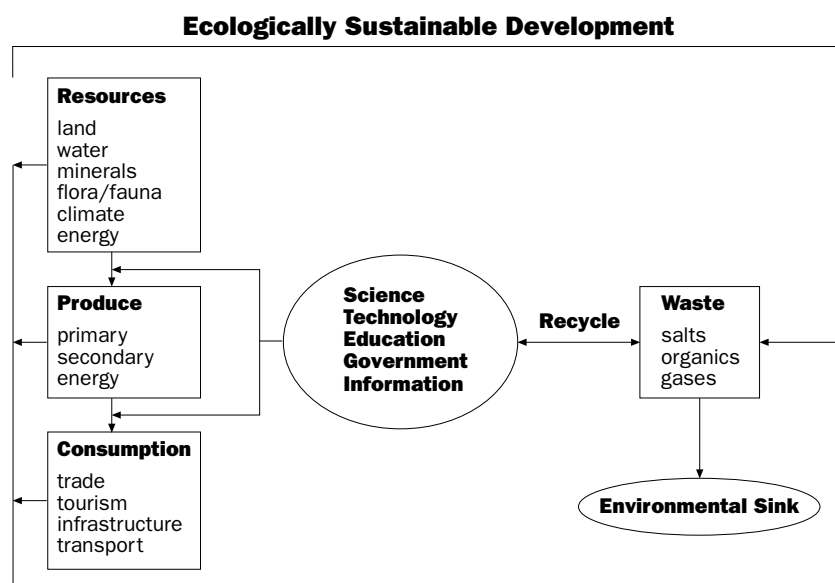 Ecologically Sustainable Development
Resources
land
water
minerals
flora/fauna
climate
energy
Produce
primary
secondary
energy
Consumption
trade
tourism
infrastructure
transport
Science
Technology
Education
Government
Information
Recycle
Waste
salts
organics
gases
Environmental Sink